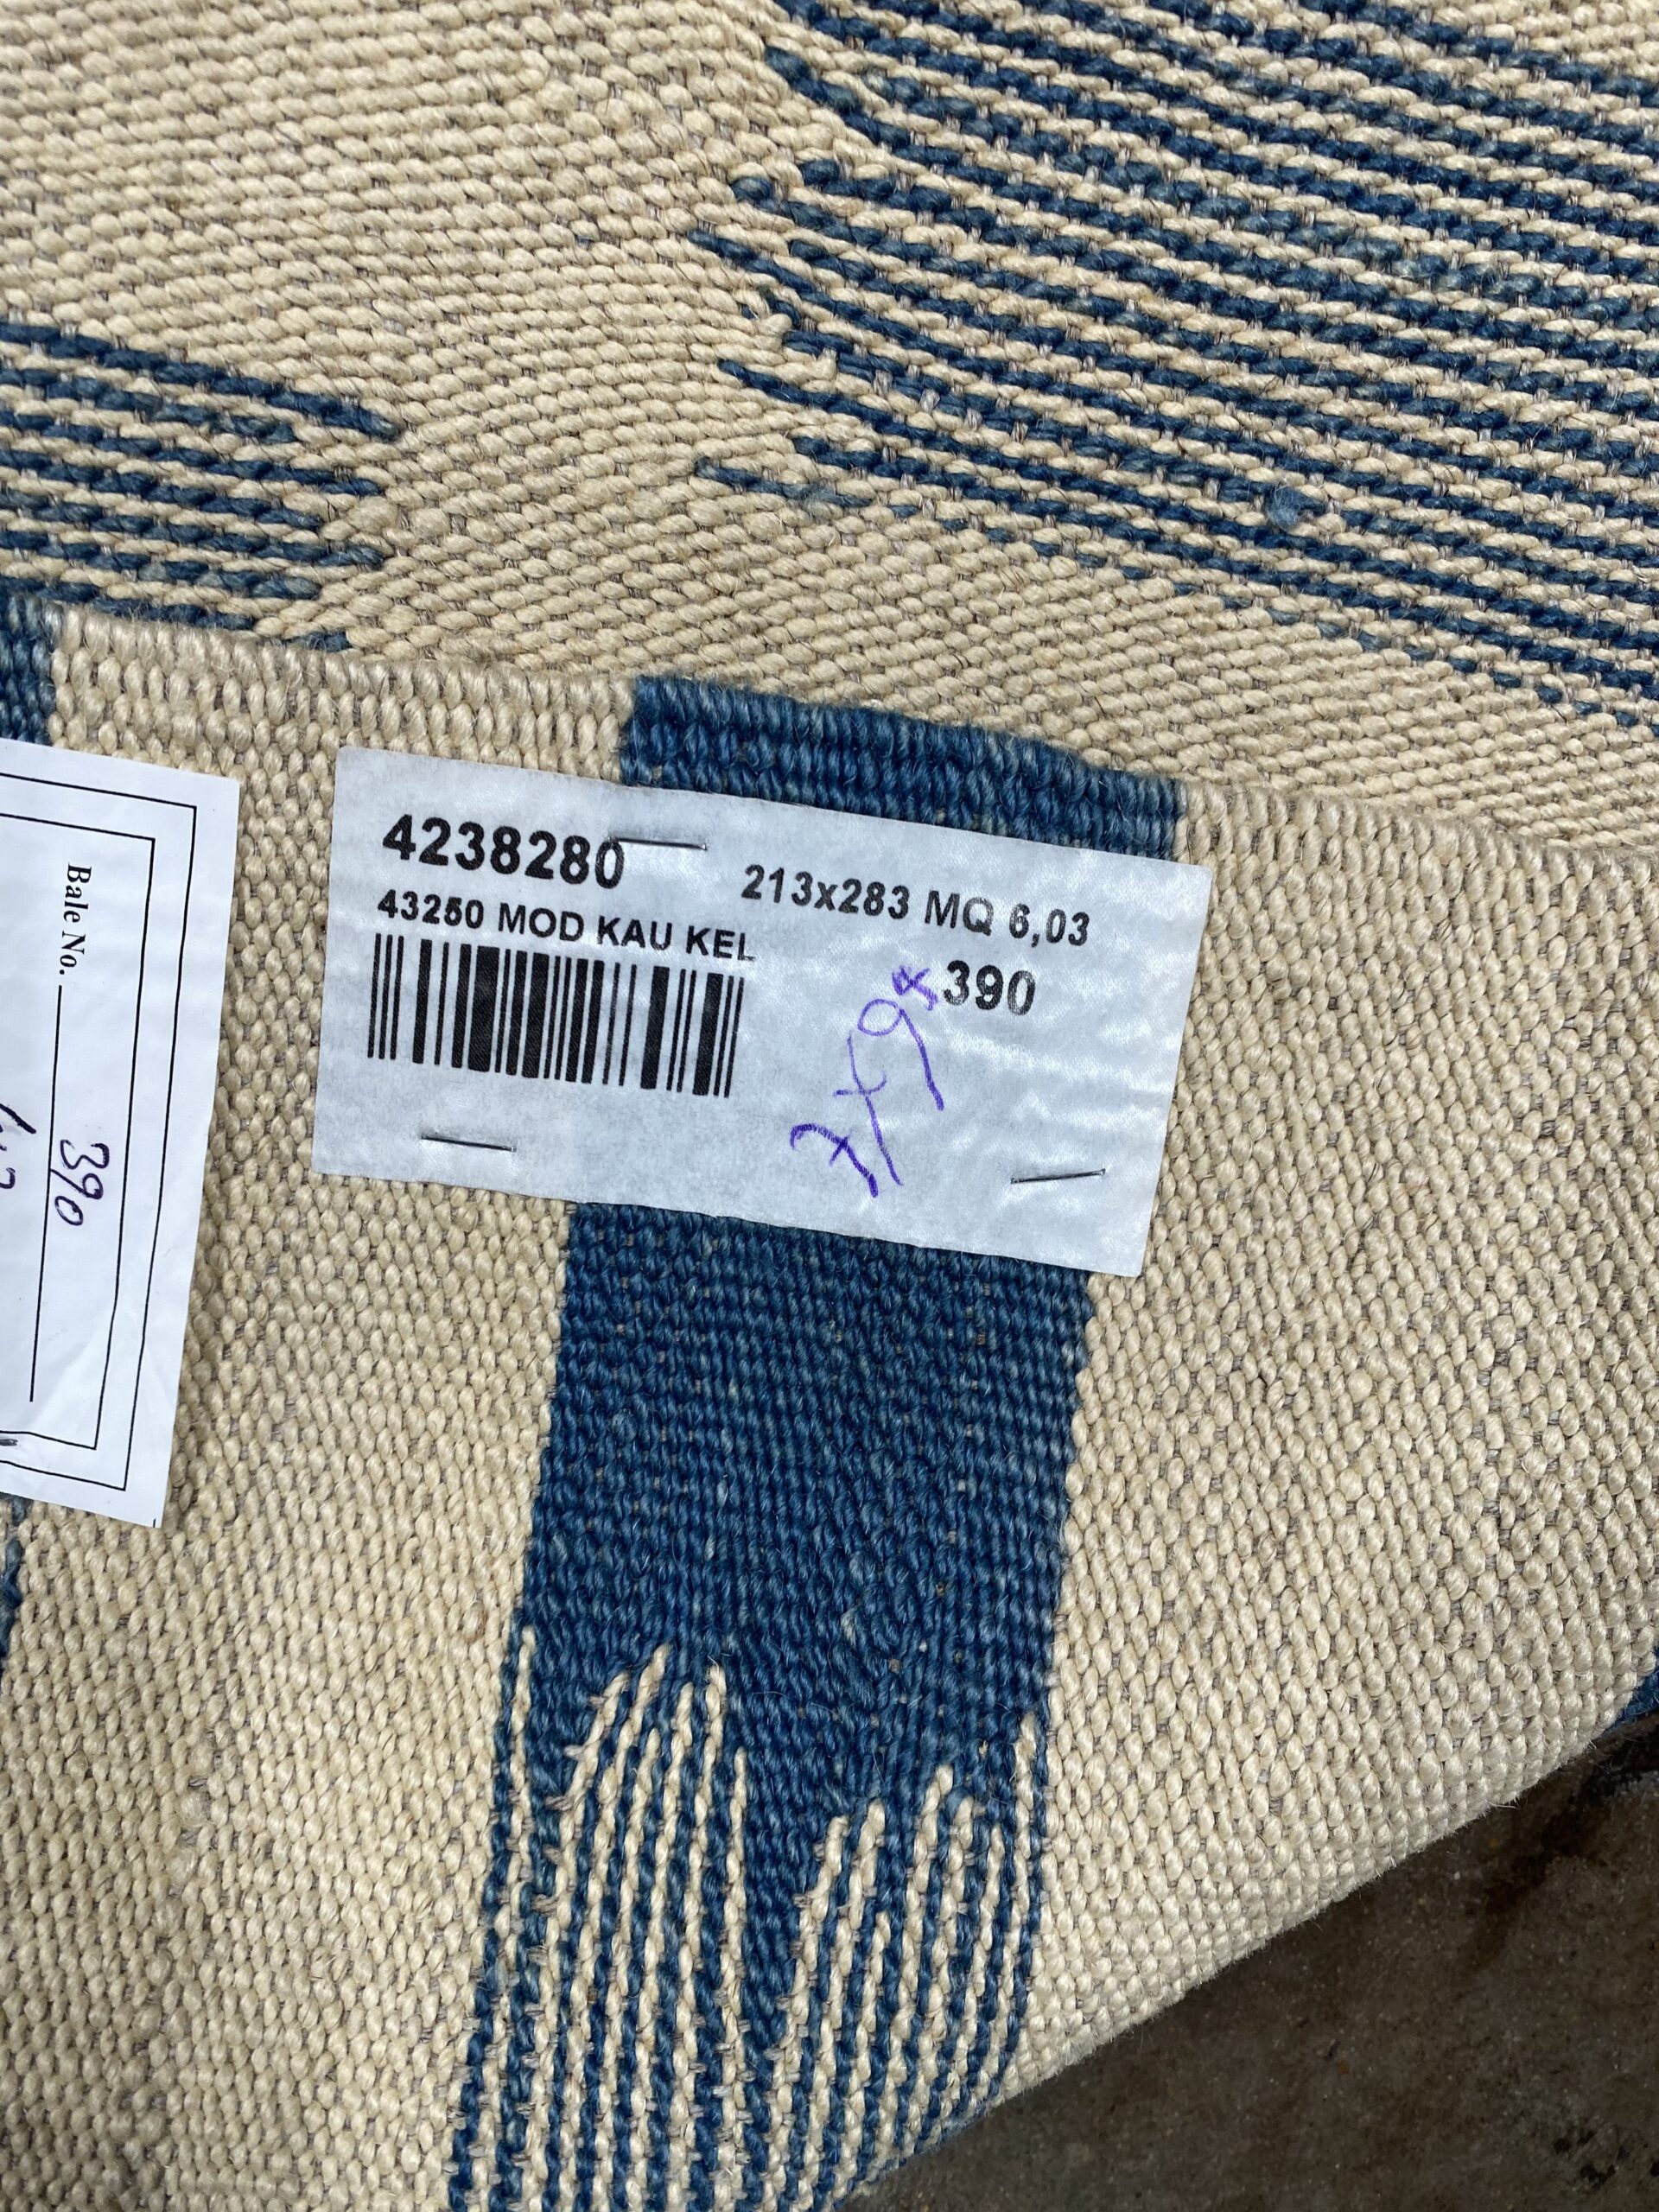 4238280
213x283 MQ 6,03
43250 MOD KAU KEL
390
Bale No.
390